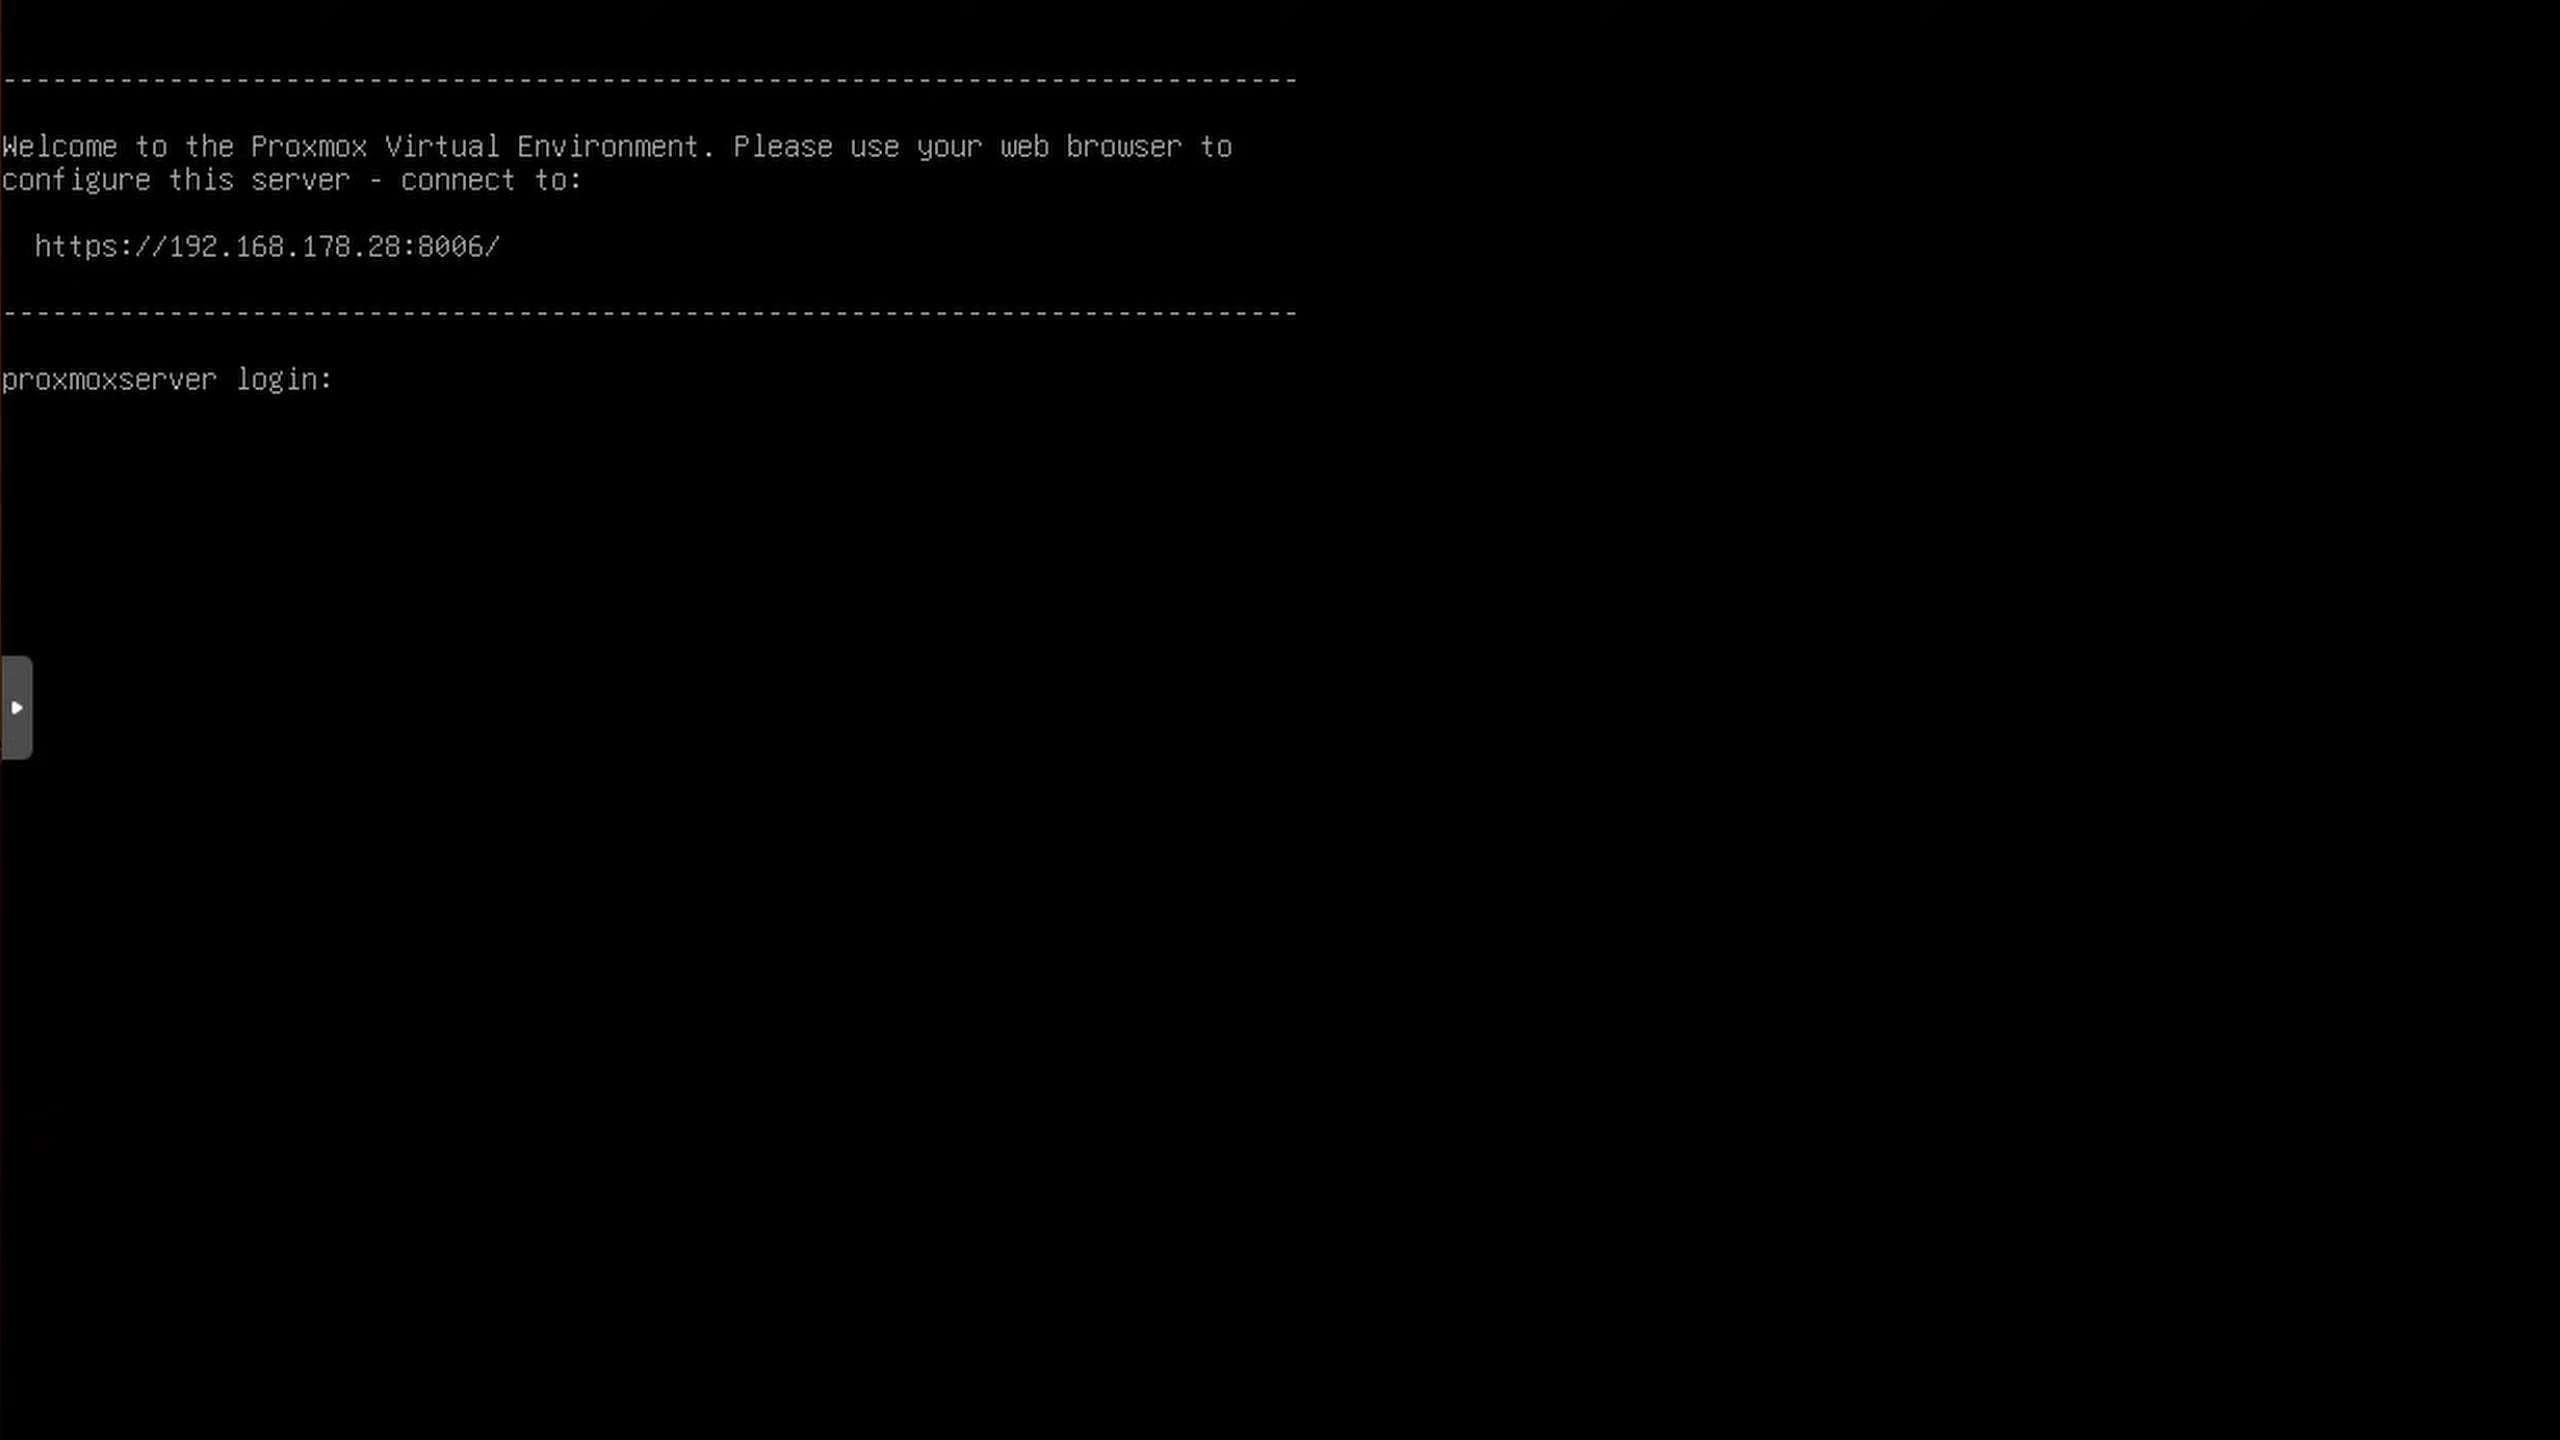 -------------------------------------------------------------------------------
Welcome to the Proxmox Virtual Environment. Please use your web browser to
configure this server - connect to:
https://192.168.178.28:8006/
-------------------------------------------------------------------------------
proxmoxserver login: